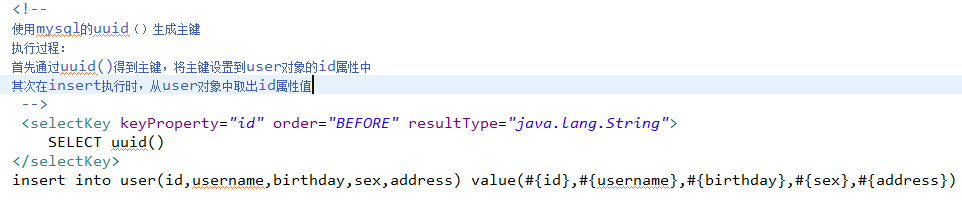 <!--
使用mysql的uuid（）生成主键
执行过程：
首先通过uuid()得到主键，将主键设置到user对象的id属性中
其次在insert执行时，从user对象中取出id属性值
-->
<selectKey keyProperty="id" order="BEFORE" resultType="java.lang.String">
SELECT uuid()
</selectKey>
insert into user(id,username,birthday,sex,address) value(#{id},#{username},#{birthday},#{sex},#{address})